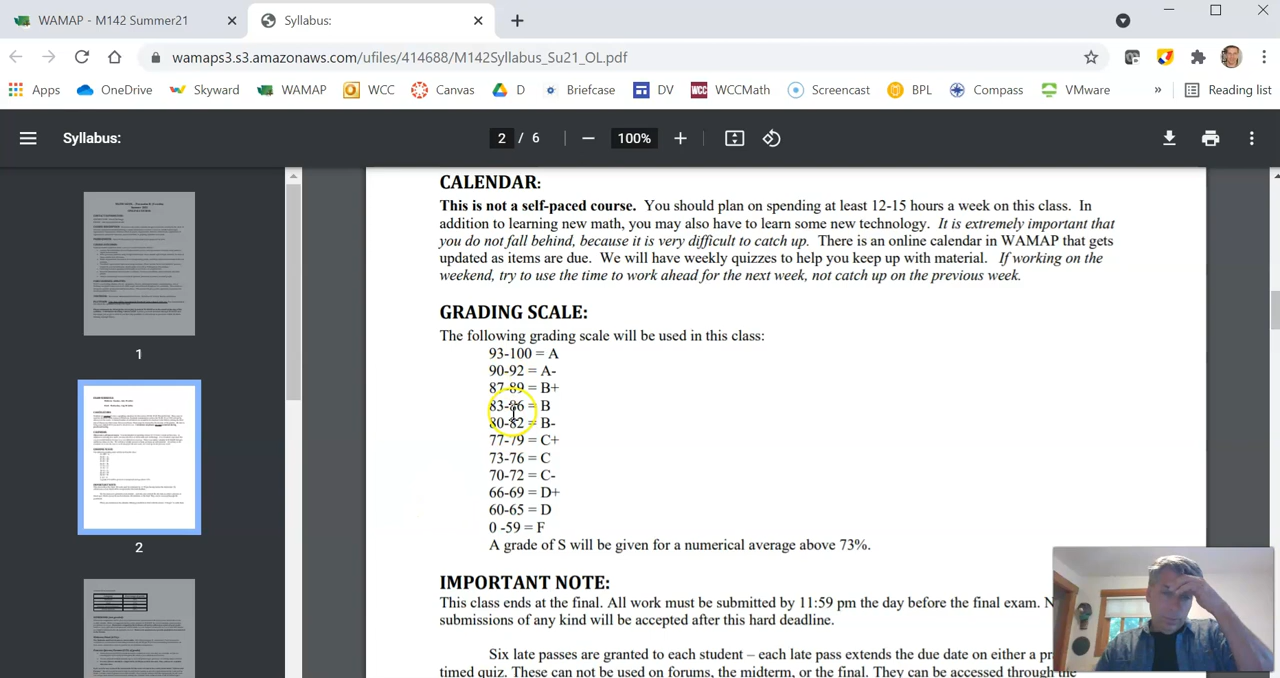 WAMAP - M142 Summer21
Syllabus:
wamaps3.s3.amazonaws.com/ufiles/414688/M142Syllabus_Su21_OL.pdf
Apps OneDrive Skyward WAMAP WCC Canvas D Briefcase DV WCC WCCMath Screencast BPL Compass VMware » Reading list
Syllabus: 2 / 6 100%
CALENDAR:
This is not a self-paced course. You should plan on spending at least 12-15 hours a week on this class. In
addition to learning new math, you may also have to learn some new technology. It is extremely important that
you do not fall behind, because it is very difficult to catch up. There is an online calendar in WAMAP that gets
updated as items are due. We will have weekly quizzes to help you keep up with material. If working on the
weekend, try to use the time to work ahead for the next week, not catch up on the previous week.
GRADING SCALE:
The following grading scale will be used in this class:
93-100 = A
90-92 = A-
87-89 = B+
83-86 = B
80-82 = B-
77-79 = C+
73-76 = C
70-72 = C-
66-69 = D+
60-65 = D
0 -59 = F
A grade of S will be given for a numerical average above 73%.
IMPORTANT NOTE:
This class ends at the final. All work must be submitted by 11:59 pm the day before the final exam. N
submissions of any kind will be accepted after this hard deadline.
Six late passes are granted to each student – each late pass extends the due date on either a pr
timed quiz. These can not be used on forums, the midterm, or the final. They can be accessed through the
1
2